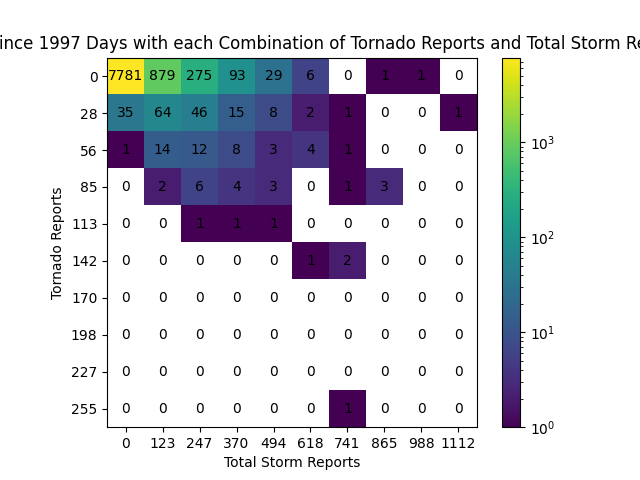 ince 1997 Days with each Combination of Tornado Reports and Total Storm Re
0 7781 879 275 93 29 6 0 1 1 0
28 35 64 46 15 8 2 1 0 0 1
56 1 14 12 8 3 4 1 0 0 0
85 0 2 6 4 3 0 1 3 0 0
113 0 0 1 1 1 0 0 0 0 0
142 0 0 0 0 0 1 2 0 0 0
170 0 0 0 0 0 0 0 0 0 0
198 0 0 0 0 0 0 0 0 0 0
227 0 0 0 0 0 0 0 0 0 0
255 0 0 0 0 0 0 1 0 0 0
0 123 247 370 494 618 741 865 988 1112
Total Storm Reports
Tornado Reports
10³
10²
10¹
10⁰